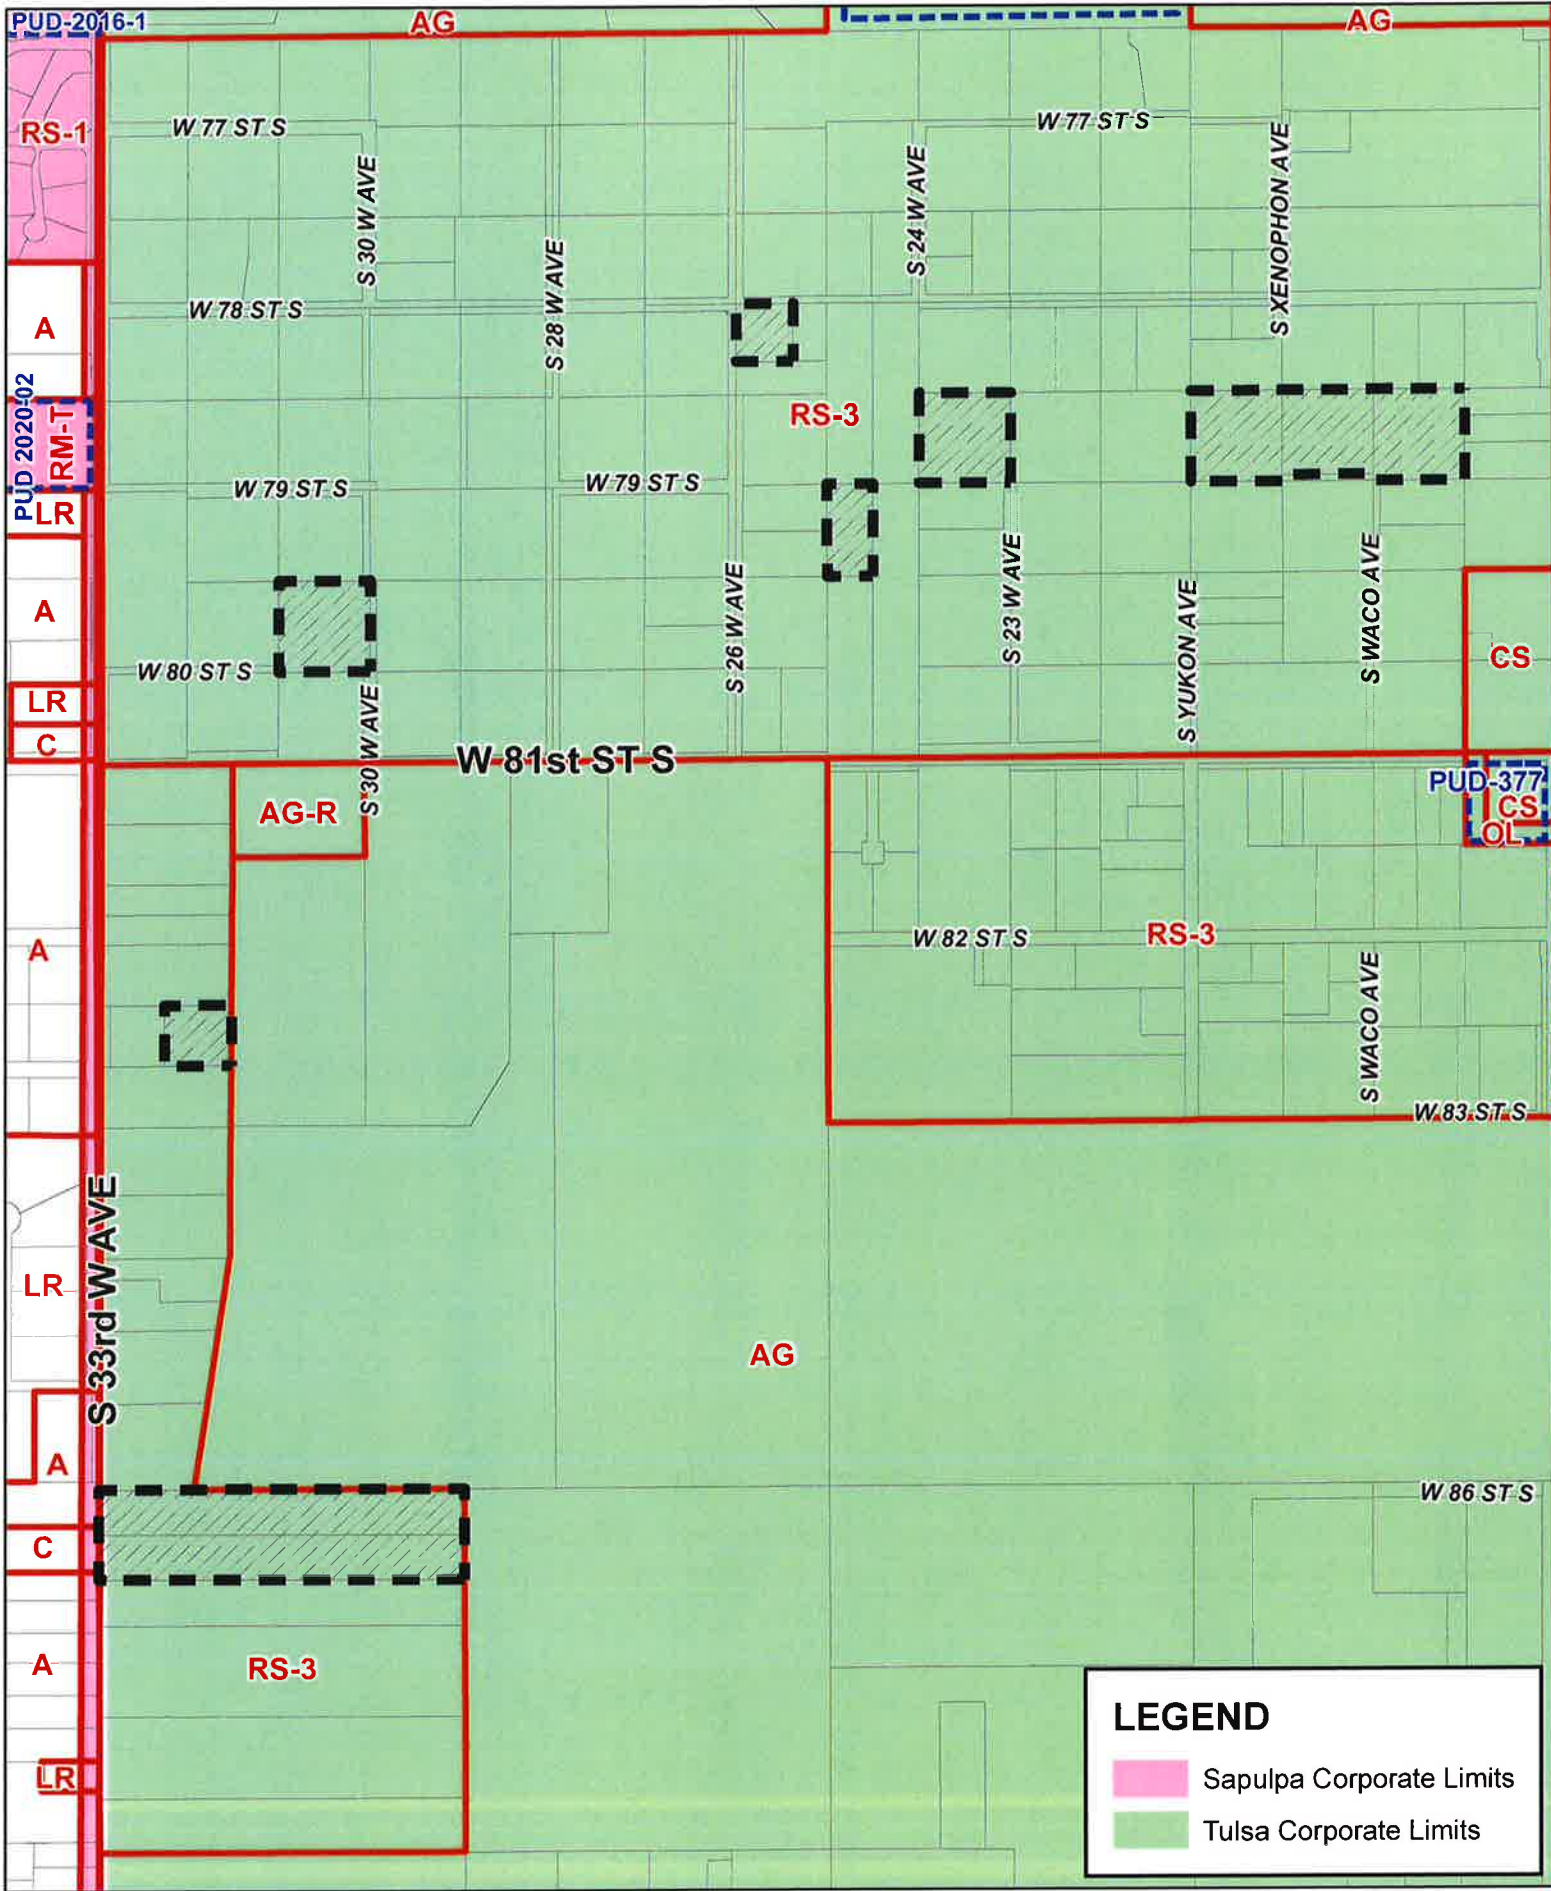 PUD-2016-1
AG
AG
RS-1
W 77 ST S
W 77 ST S
S 30 W AVE
S 24 W AVE
S XENOPHON AVE
S 28 W AVE
W 78 ST S
A
PUD 2020-02
RM-T
RS-3
W 79 ST S
W 79 ST S
LR
S 26 W AVE
S 23 W AVE
S YUKON AVE
S WACO AVE
A
CS
W 80 ST S
LR
S 30 W AVE
C
W 81st ST S
PUD-377
CS
OL
AG-R
W 82 ST S
RS-3
A
S WACO AVE
W 83 ST S
S 33rd W AVE
LR
AG
A
W 86 ST S
C
A
RS-3
LR
LEGEND
Sapulpa Corporate Limits
Tulsa Corporate Limits